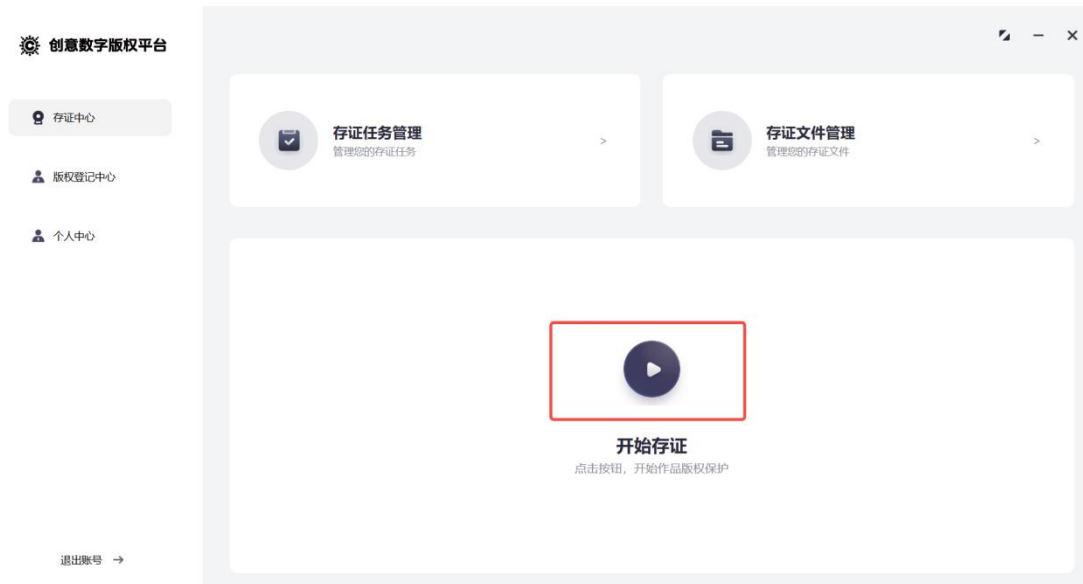 创意数字版权平台
存证中心
版权登记中心
个人中心
退出账号 →
存证任务管理
管理您的存证任务
>
存证文件管理
管理您的存证文件
>
开始存证
点击按钮，开始作品版权保护